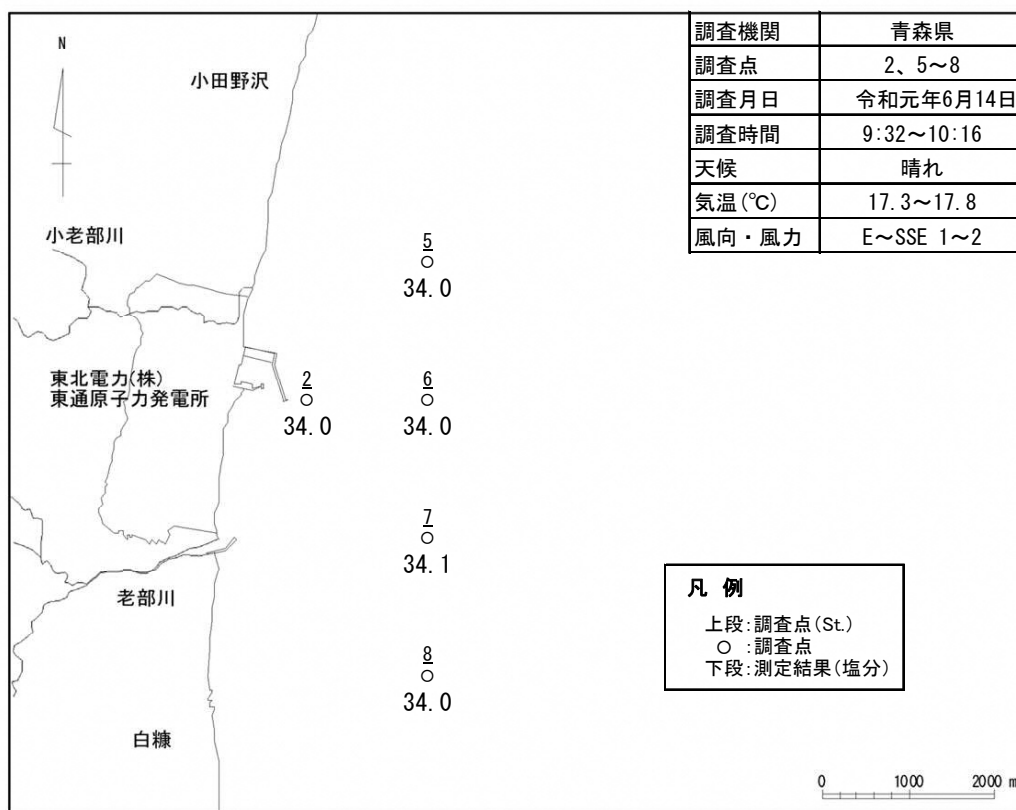 N
小田野沢
調査機関 青森県
調査点 2、5～8
調査月日 令和元年6月14日
調査時間 9:32～10:16
天候 晴れ
気温(℃) 17.3～17.8
風向・風力 E～SSE 1～2
小老部川
5
34.0
東北電力(株)
東通原子力発電所
2
34.0
6
34.0
7
34.1
老部川
8
34.0
白糠
凡 例
上段:調査点(St.)
○ :調査点
下段:測定結果(塩分)
0 1000 2000 m